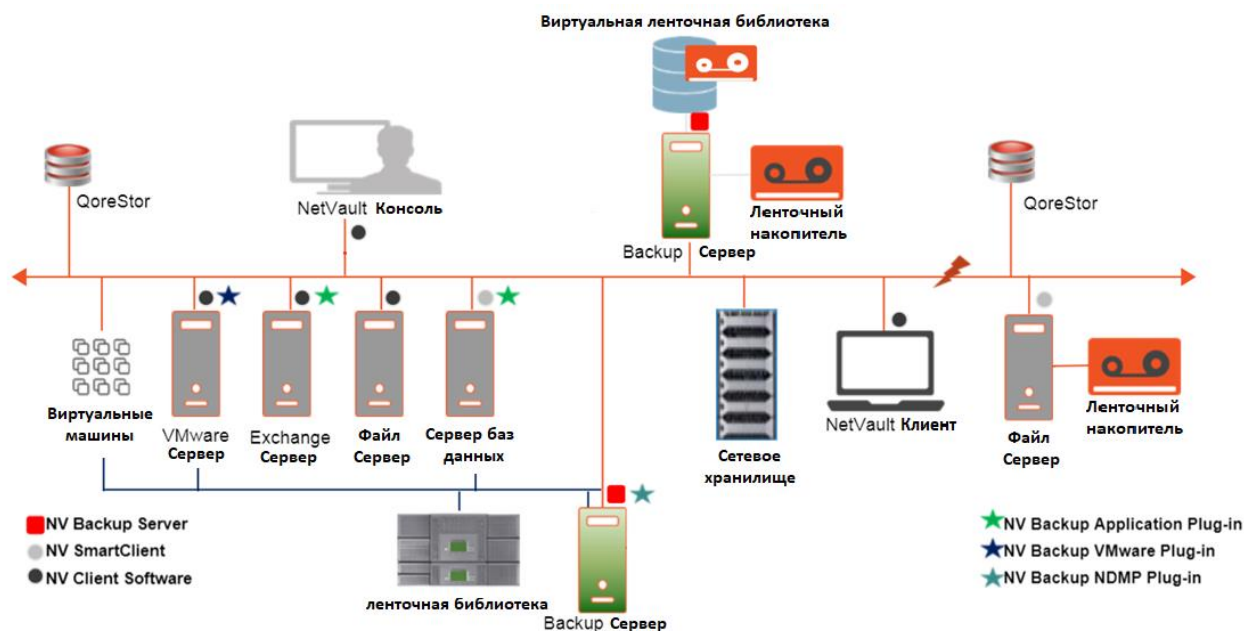 Виртуальная ленточная библиотека
QoreStor
NetVault Консоль
Backup Сервер
Ленточный
накопитель
QoreStor
Виртуальные
машины
VMware
Сервер
Exchange
Сервер
Файл
Сервер
Сервер баз
данных
Сетевое
хранилище
NetVault Клиент
Файл
Сервер
Ленточный
накопитель
NV Backup Server
NV SmartClient
NV Client Software
ленточная библиотека
Backup Сервер
NV Backup Application Plug-in
NV Backup VMware Plug-in
NV Backup NDMP Plug-in